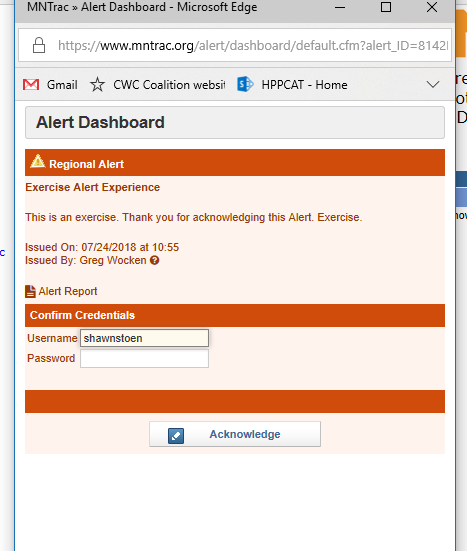 MNTrac » Alert Dashboard - Microsoft Edge
https://www.mntrac.org/alert/dashboard/default.cfm?alert_ID=8142
Gmail CWC Coalition websit HPPCAT - Home
Alert Dashboard
Regional Alert
Exercise Alert Experience
This is an exercise. Thank you for acknowledging this Alert. Exercise.
Issued On: 07/24/2018 at 10:55
Issued By: Greg Wocken
Alert Report
Confirm Credentials
Username shawnstoen
Password
Acknowledge